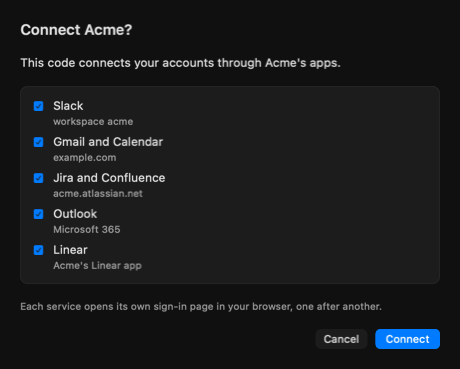 Connect Acme?
This code connects your accounts through Acme's apps.
Slack
workspace acme
Gmail and Calendar
example.com
Jira and Confluence
acme.atlassian.net
Outlook
Microsoft 365
Linear
Acme's Linear app
Each service opens its own sign-in page in your browser, one after another.
Cancel Connect